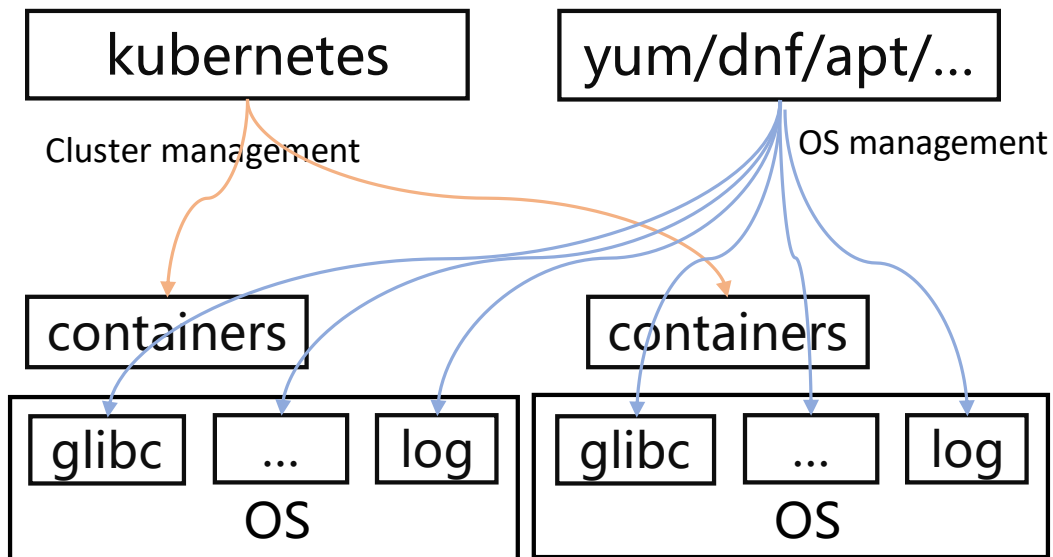 kubernetes
yum/dnf/apt/...
Cluster management
OS management
containers
containers
glibc
...
log
glibc
...
log
OS
OS